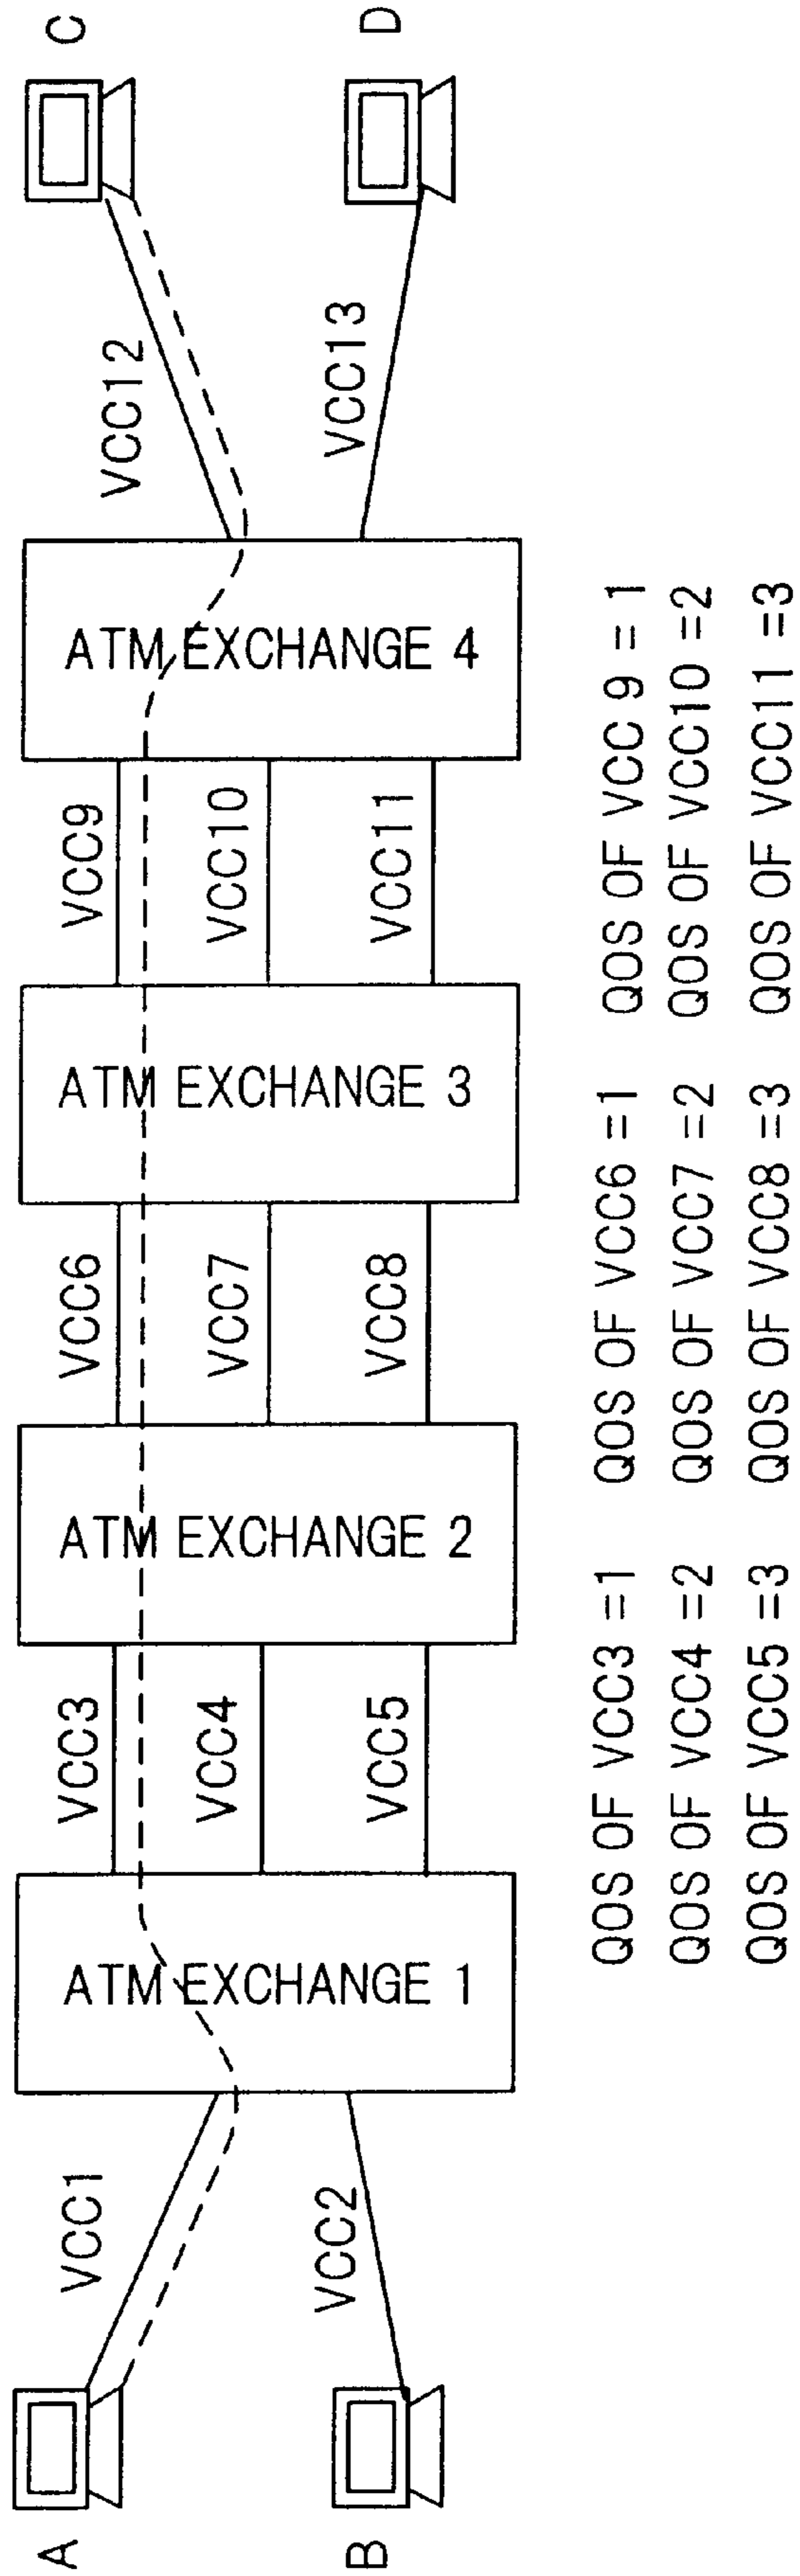 A
B
VCC1
VCC2
ATM EXCHANGE 1
VCC3
VCC4
VCC5
ATM EXCHANGE 2
VCC6
VCC7
VCC8
ATM EXCHANGE 3
VCC9
VCC10
VCC11
ATM EXCHANGE 4
VCC12
VCC13
C
D
QOS OF VCC3 =1
QOS OF VCC4 =2
QOS OF VCC5 =3
QOS OF VCC6 =1
QOS OF VCC7 =2
QOS OF VCC8 =3
QOS OF VCC 9 = 1
QOS OF VCC10 =2
QOS OF VCC11 =3